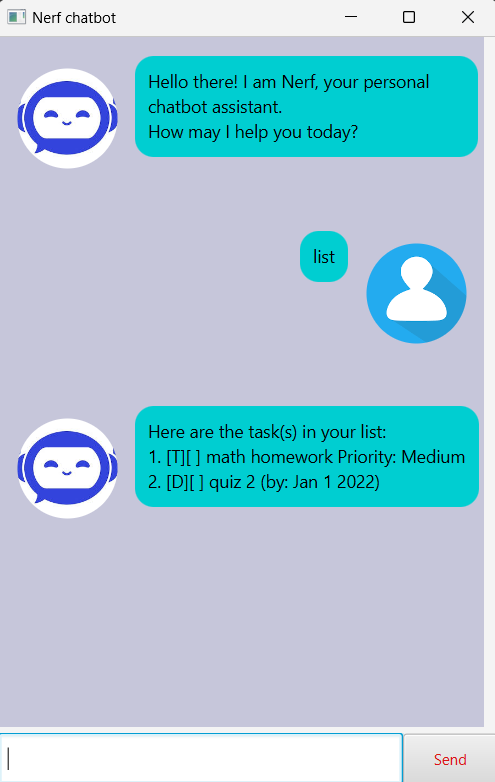 Nerf chatbot
Hello there! I am Nerf, your personal
chatbot assistant.
How may I help you today?
list
Here are the task(s) in your list:
1. [T][ ] math homework Priority: Medium
2. [D][ ] quiz 2 (by: Jan 1 2022)
Send